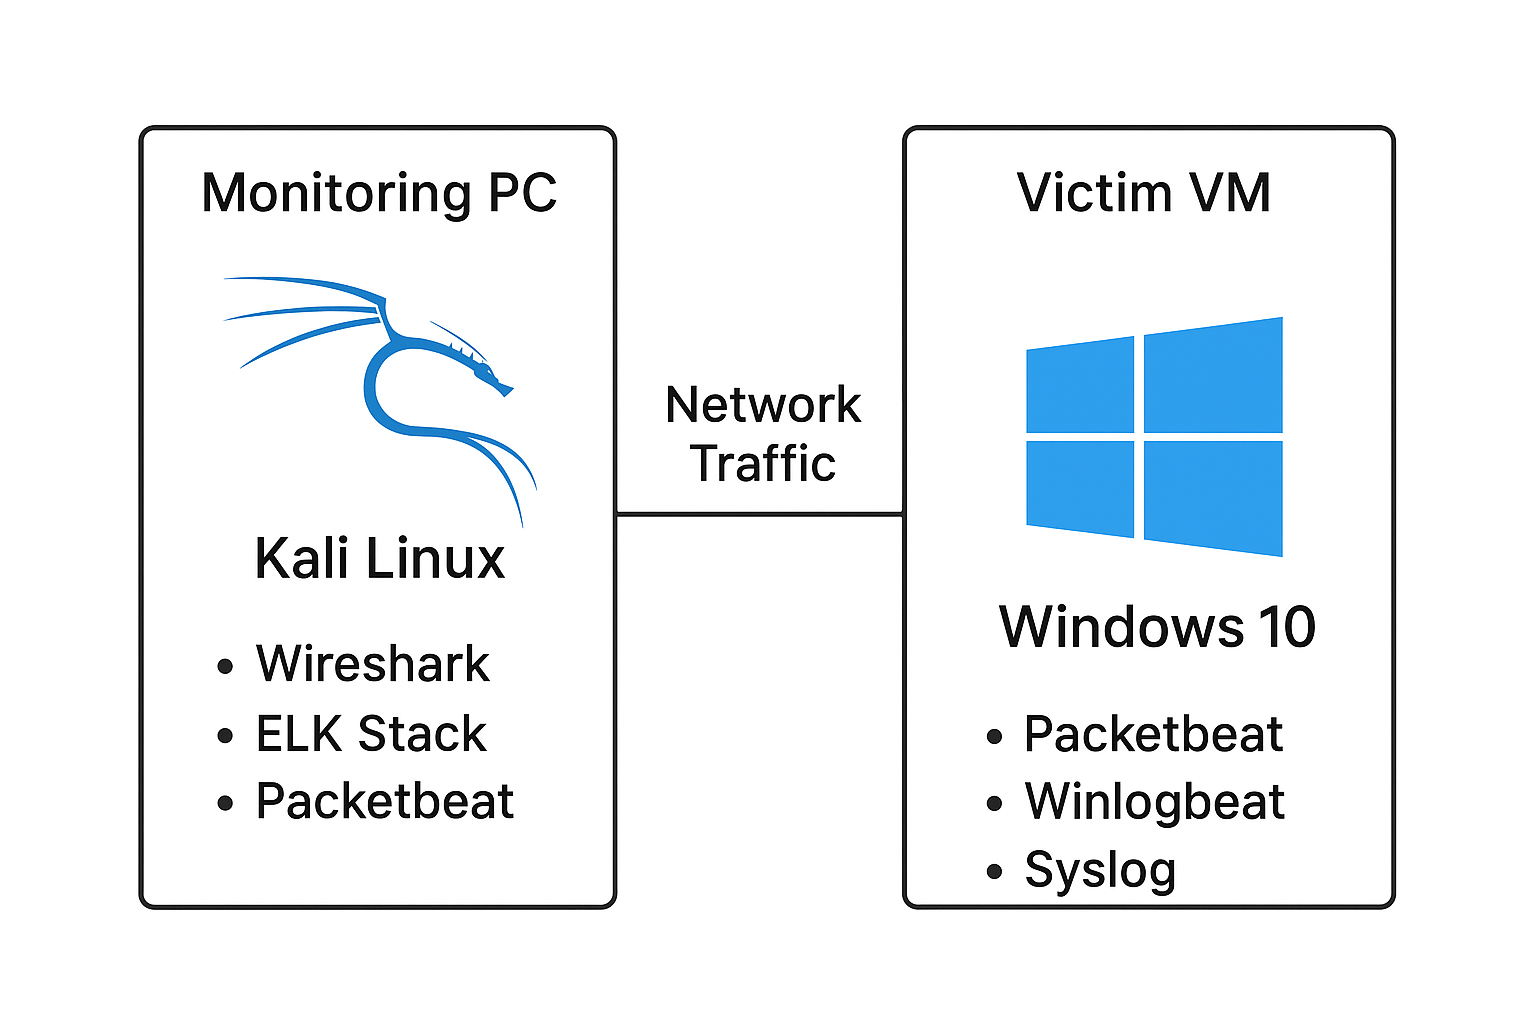 Monitoring PC
Kali Linux
• Wireshark
• ELK Stack
• Packetbeat
Network
Traffic
Victim VM
Windows 10
• Packetbeat
• Winlogbeat
• Syslog